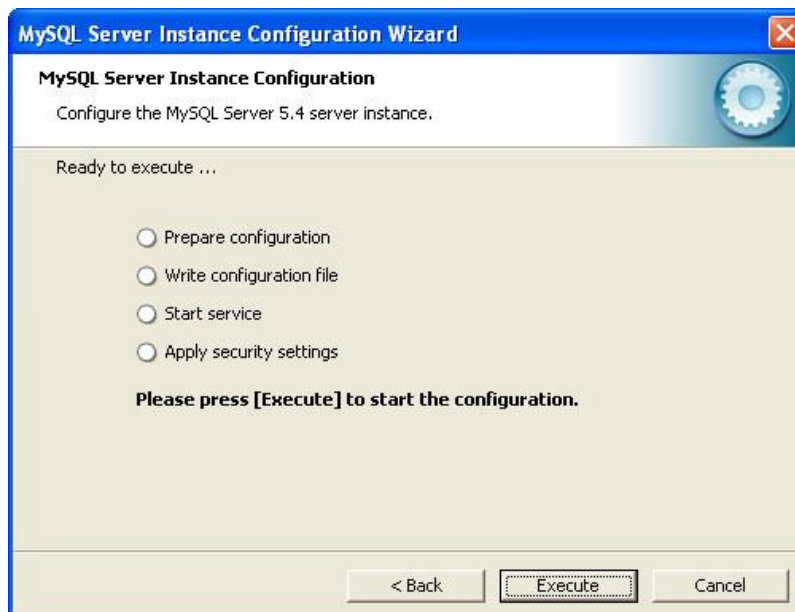 MySQL Server Instance Configuration Wizard
MySQL Server Instance Configuration
Configure the MySQL Server 5.4 server instance.
Ready to execute ...
Prepare configuration
Write configuration file
Start service
Apply security settings
Please press [Execute] to start the configuration.
< Back
Execute
Cancel